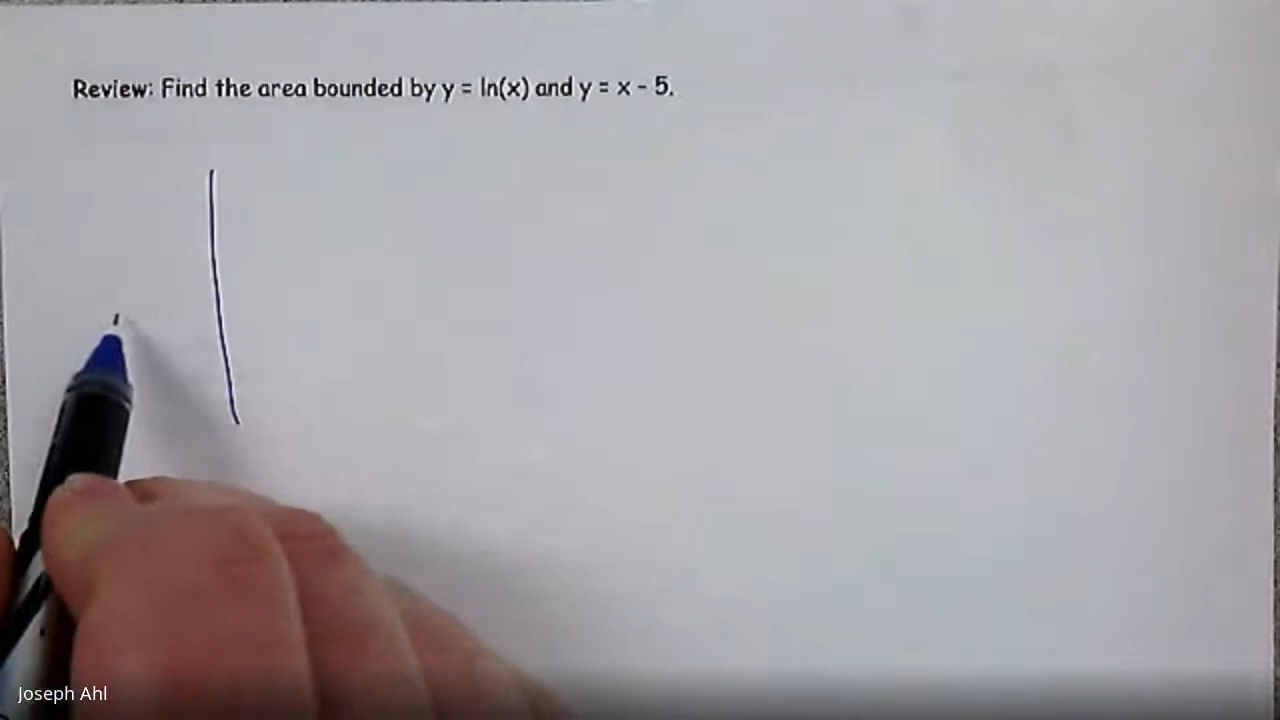 Review: Find the area bounded by y = ln(x) and y = x - 5.
Joseph Ahl